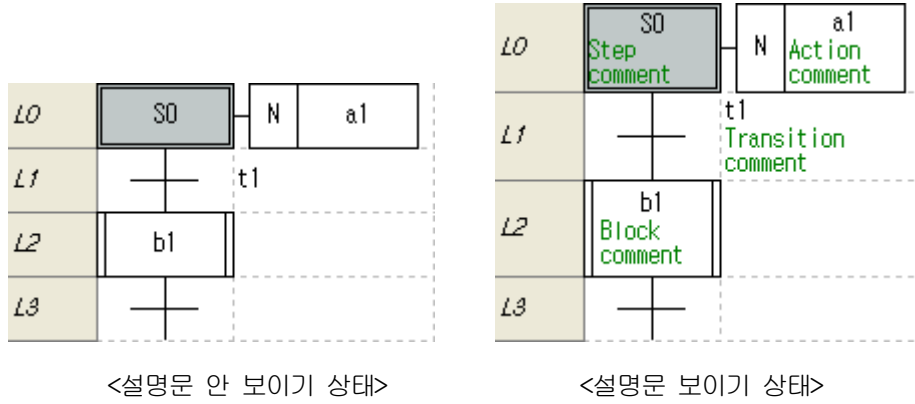 L0
S0
N
a1
L1
t1
L2
b1
L3
<설명문 안 보이기 상태>
L0
S0
Step
comment
N
a1
Action
comment
L1
t1
Transition
comment
L2
b1
Block
comment
L3
<설명문 보이기 상태>